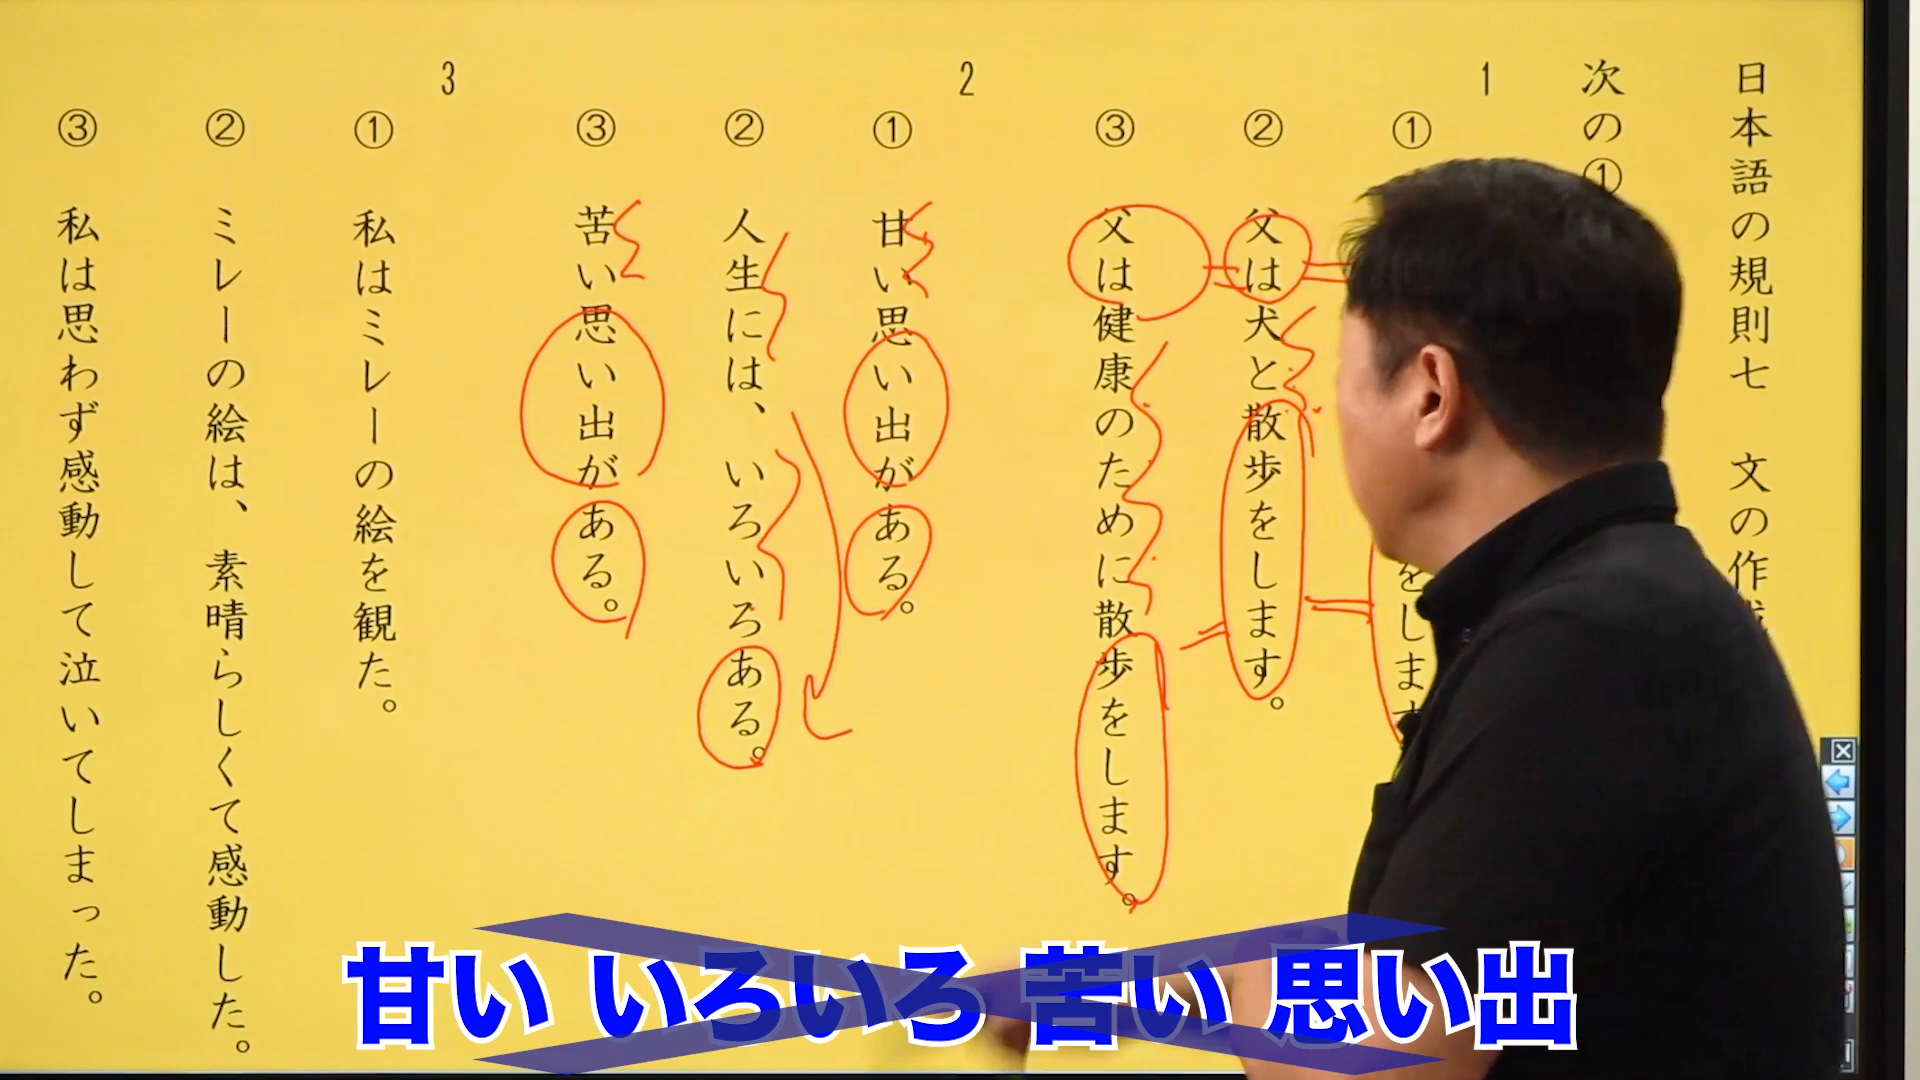 日本語の規則七　文の作
次の①
1
①
をします
②　父は犬と散歩をします。
③　父は健康のために散歩をします。
2
①　甘い思い出がある。
②　人生には、いろいろある。
③　苦い思い出がある。
3
①　私はミレーの絵を観た。
②　ミレーの絵は、素晴らしくて感動した。
③　私は思わず感動して泣いてしまった。
甘い いろいろ 苦い 思い出